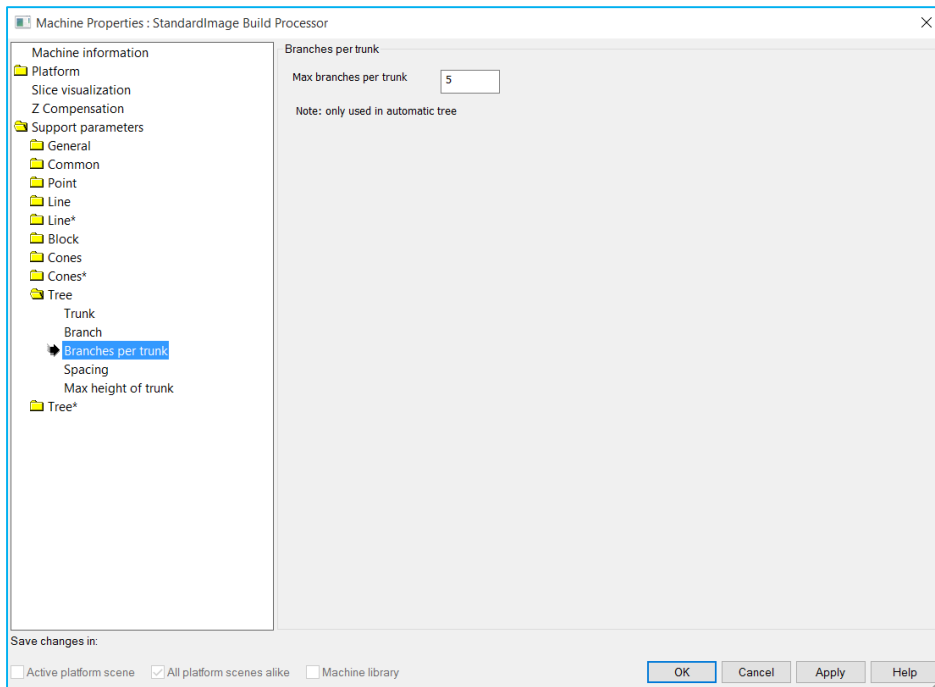 Machine Properties : StandardImage Build Processor
Machine information
Platform
Slice visualization
Z Compensation
Support parameters
General
Common
Point
Line
Line*
Block
Cones
Cones*
Tree
Trunk
Branch
Branches per trunk
Spacing
Max height of trunk
Tree*
Branches per trunk
Max branches per trunk 5
Note: only used in automatic tree
Save changes in:
Active platform scene All platform scenes alike Machine library OK Cancel Apply Help